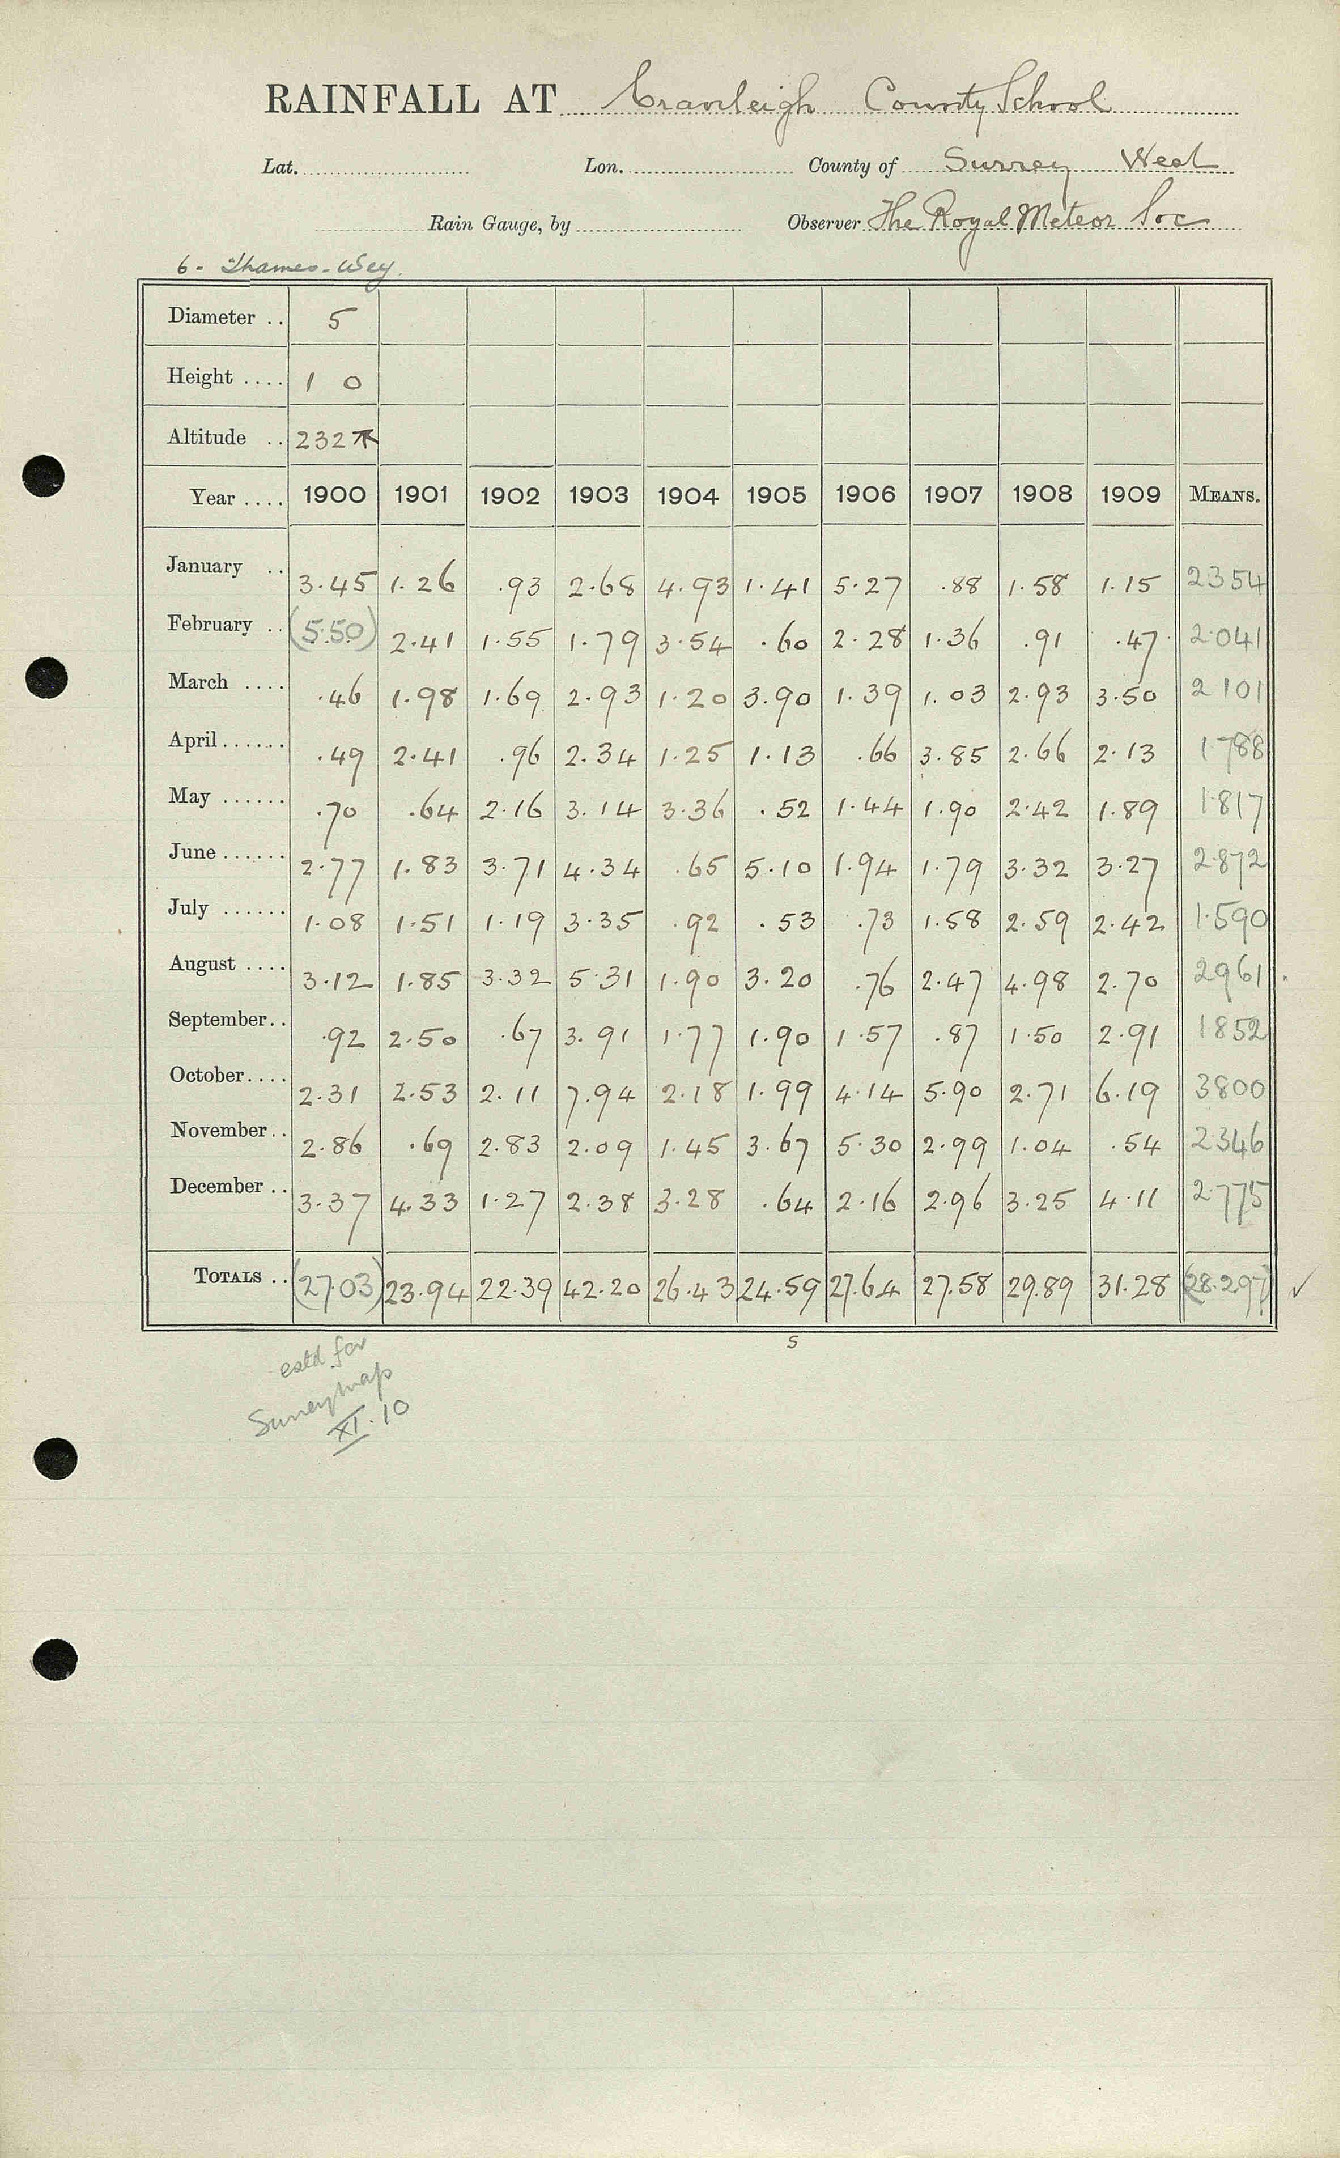 RAINFALL AT Cranleigh County School
Lat. Lon. County of Surrey West
Rain Gauge, by Observer The Royal Meteor Soc
6 - Thames - Wey.
Diameter .. 5
Height .... 1 0
Altitude .. 232
Year .... 1900 1901 1902 1903 1904 1905 1906 1907 1908 1909 MEANS.
January .. 3.45 1.26 .93 2.68 4.93 1.41 5.27 .88 1.58 1.15 2354
February .. (5.50) 2.41 1.55 1.79 3.54 .60 2.28 1.36 .91 .47 2.041
March .... .46 1.98 1.69 2.93 1.20 3.90 1.39 1.03 2.93 3.50 2 101
April ...... .49 2.41 .96 2.34 1.25 1.13 .66 3.85 2.66 2.13 1.788
May ...... .70 .64 2.16 3.14 3.36 .52 1.44 1.90 2.42 1.89 1.817
June ...... 2.77 1.83 3.71 4.34 .65 5.10 1.94 1.79 3.32 3.27 2.872
July ...... 1.08 1.51 1.19 3.35 .92 .53 .73 1.58 2.59 2.42 1.590
August .... 3.12 1.85 3.32 5.31 1.90 3.20 .76 2.47 4.98 2.70 2961
September.. .92 2.50 .67 3.91 1.77 1.90 1.57 .87 1.50 2.91 1852
October.... 2.31 2.53 2.11 7.94 2.18 1.99 4.14 5.90 2.71 6.19 3800
November.. 2.86 .69 2.83 2.09 1.45 3.67 5.30 2.99 1.04 .54 2346
December .. 3.37 4.33 1.27 2.38 3.28 .64 2.16 2.96 3.25 4.11 2.775
TOTALS .. (27.03) 23.94 22.39 42.20 26.43 24.59 27.64 27.58 29.89 31.28 (28.297) ✓
5
estd for
Surrey map
XI.10